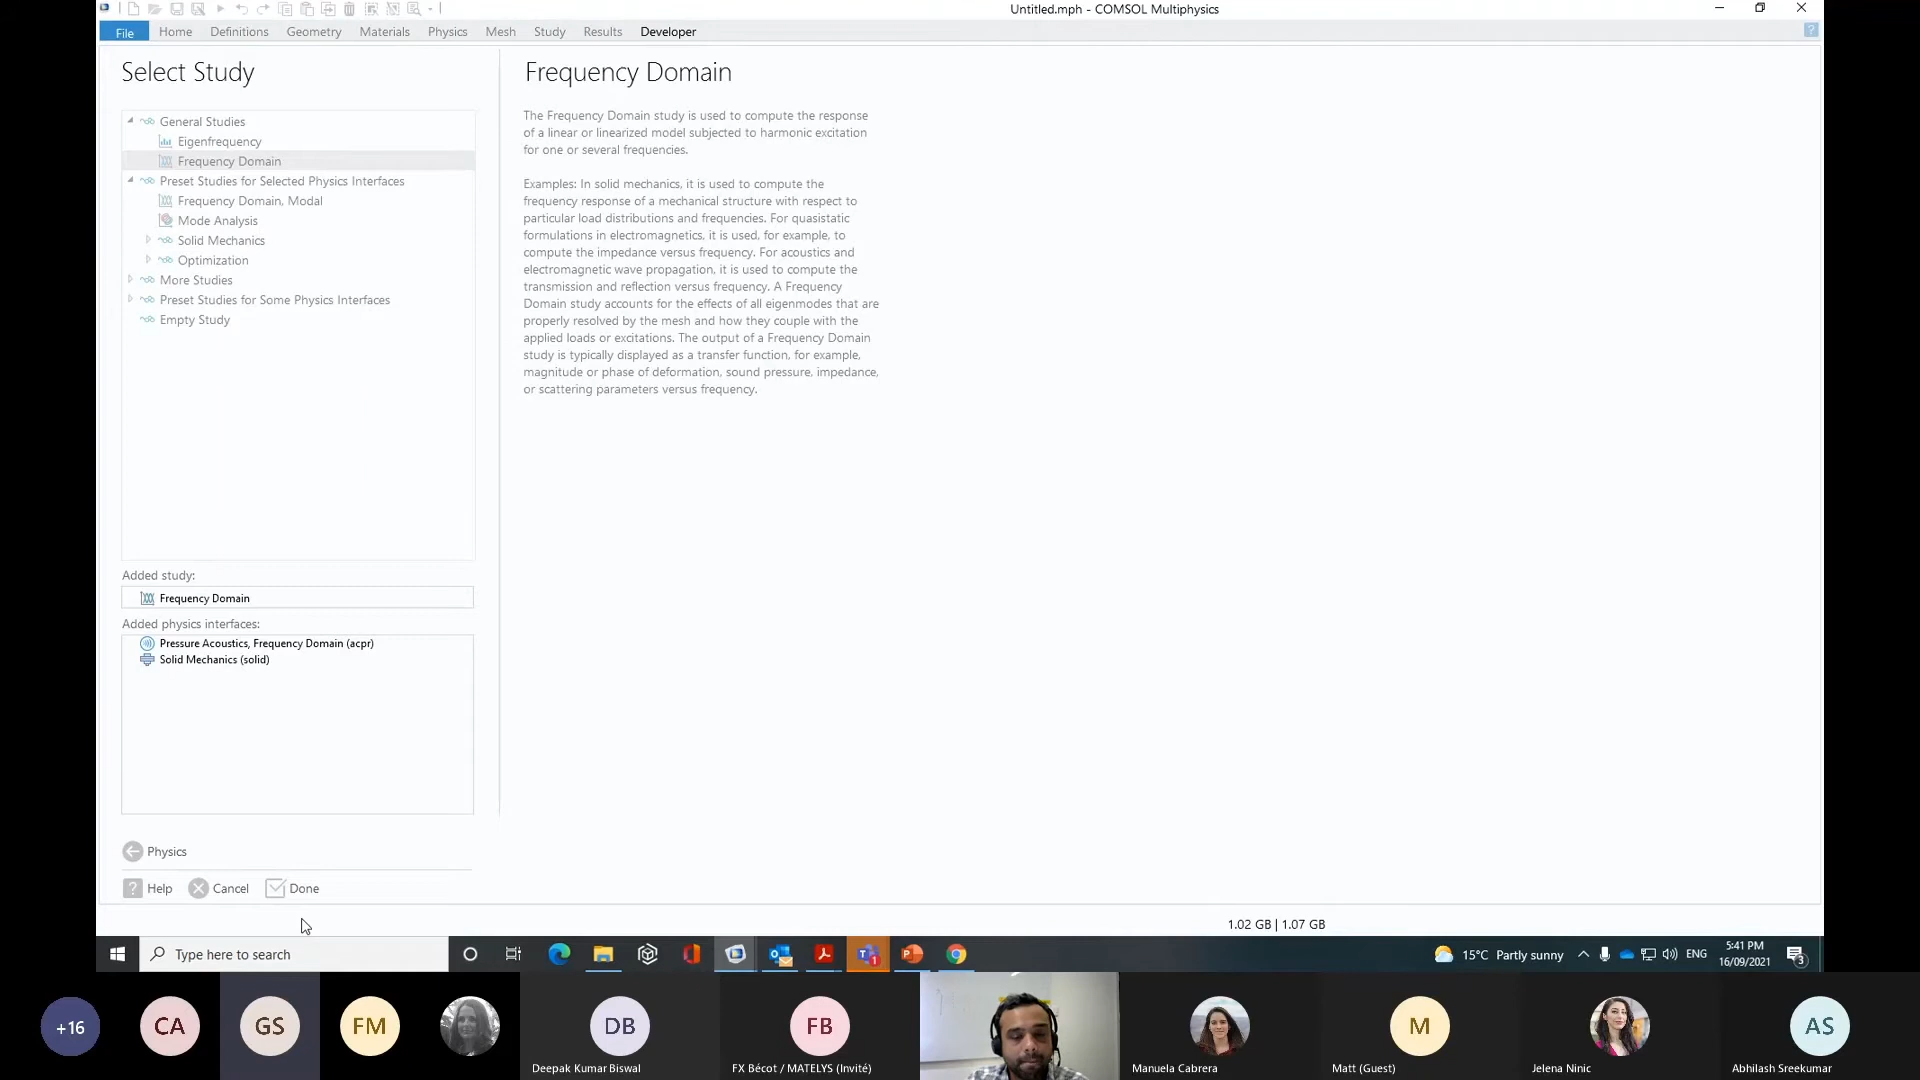 Untitled.mph - COMSOL Multiphysics
File Home Definitions Geometry Materials Physics Mesh Study Results Developer
?
Select Study
Frequency Domain
General Studies
Eigenfrequency
Frequency Domain
Preset Studies for Selected Physics Interfaces
Frequency Domain, Modal
Mode Analysis
Solid Mechanics
Optimization
More Studies
Preset Studies for Some Physics Interfaces
Empty Study
The Frequency Domain study is used to compute the response
of a linear or linearized model subjected to harmonic excitation
for one or several frequencies.
Examples: In solid mechanics, it is used to compute the
frequency response of a mechanical structure with respect to
particular load distributions and frequencies. For quasistatic
formulations in electromagnetics, it is used, for example, to
compute the impedance versus frequency. For acoustics and
electromagnetic wave propagation, it is used to compute the
transmission and reflection versus frequency. A Frequency
Domain study accounts for the effects of all eigenmodes that are
properly resolved by the mesh and how they couple with the
applied loads or excitations. The output of a Frequency Domain
study is typically displayed as a transfer function, for example,
magnitude or phase of deformation, sound pressure, impedance,
or scattering parameters versus frequency.
Added study:
Frequency Domain
Added physics interfaces:
Pressure Acoustics, Frequency Domain (acpr)
Solid Mechanics (solid)
Physics
? Help Cancel Done
1.02 GB | 1.07 GB
Type here to search
15°C Partly sunny
ENG
5:41 PM
16/09/2021
3
+16
CA
GS
FM
DB
Deepak Kumar Biswal
FB
FX Bécot / MATELYS (Invité)
Manuela Cabrera
M
Matt (Guest)
Jelena Ninic
AS
Abhilash Sreekumar